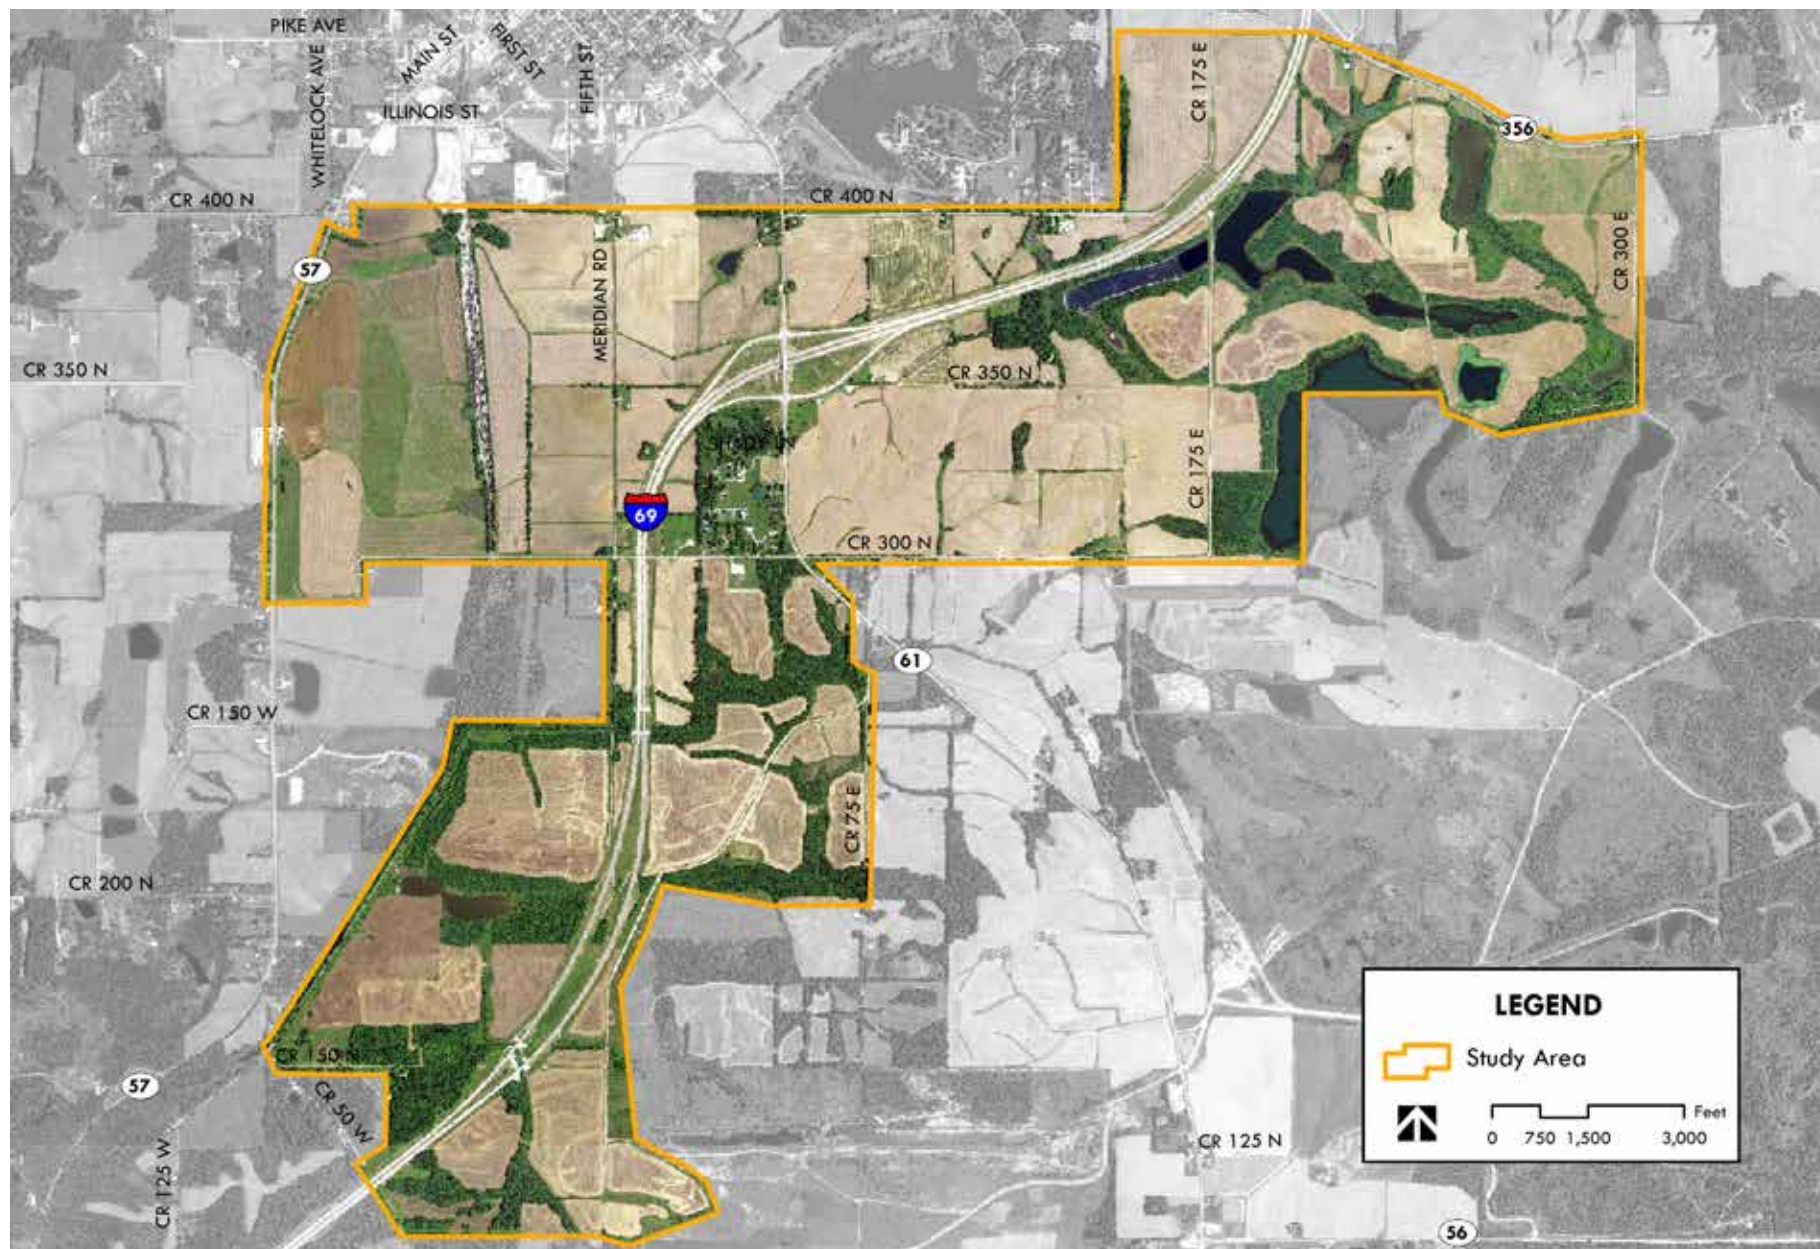 PIKE AVE
WHITELOCK AVE
MAIN ST
FIRST ST
FIFTH ST
ILLINOIS ST
CR 175 E
356
CR 400 N
CR 400 N
57
MERIDIAN RD
CR 300 E
CR 350 N
CR 350 N
SHADY LN
CR 175 E
69
CR 300 N
61
CR 150 W
CR 75 E
CR 200 N
CR 150 N
57
CR 50 W
CR 125 W
CR 125 N
56
LEGEND
Study Area
Feet
0 750 1,500 3,000